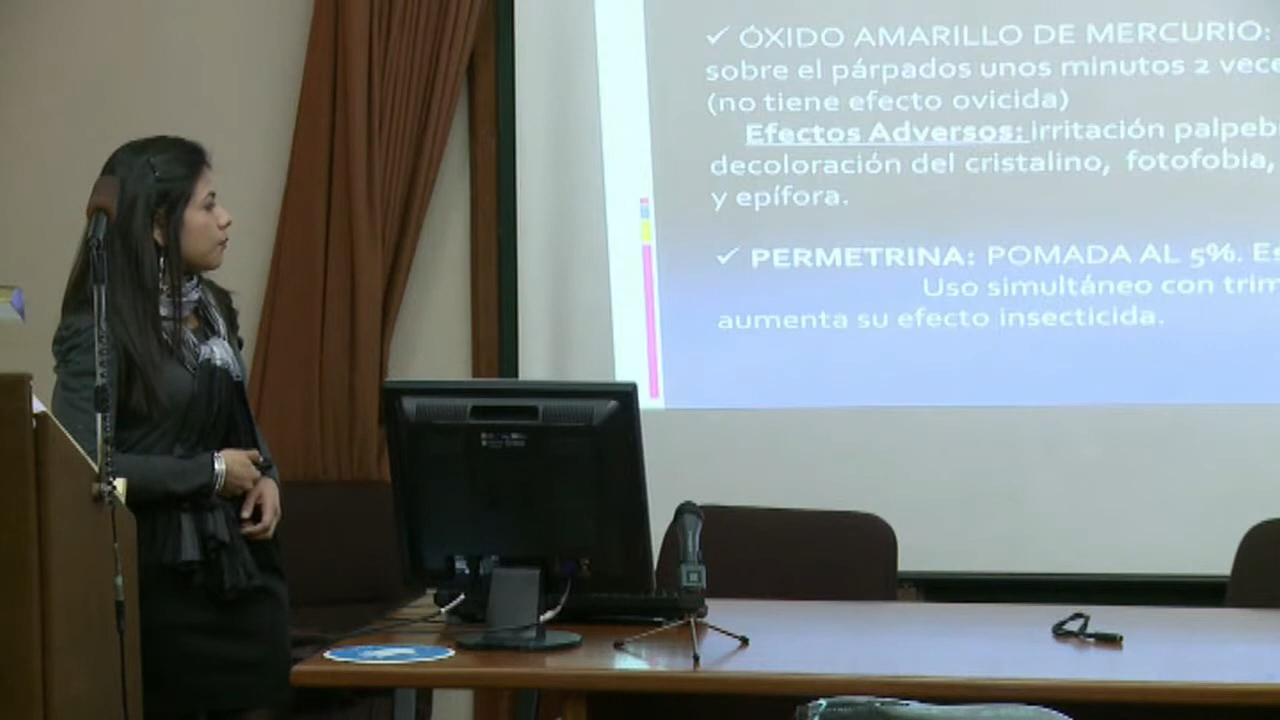 ✓ ÓXIDO AMARILLO DE MERCURIO:
sobre el párpados unos minutos 2 vece
(no tiene efecto ovicida)
Efectos Adversos: irritación palpeb
decoloración del cristalino, fotofobia,
y epífora.
✓ PERMETRINA: POMADA AL 5%. Es
Uso simultáneo con trim
aumenta su efecto insecticida.